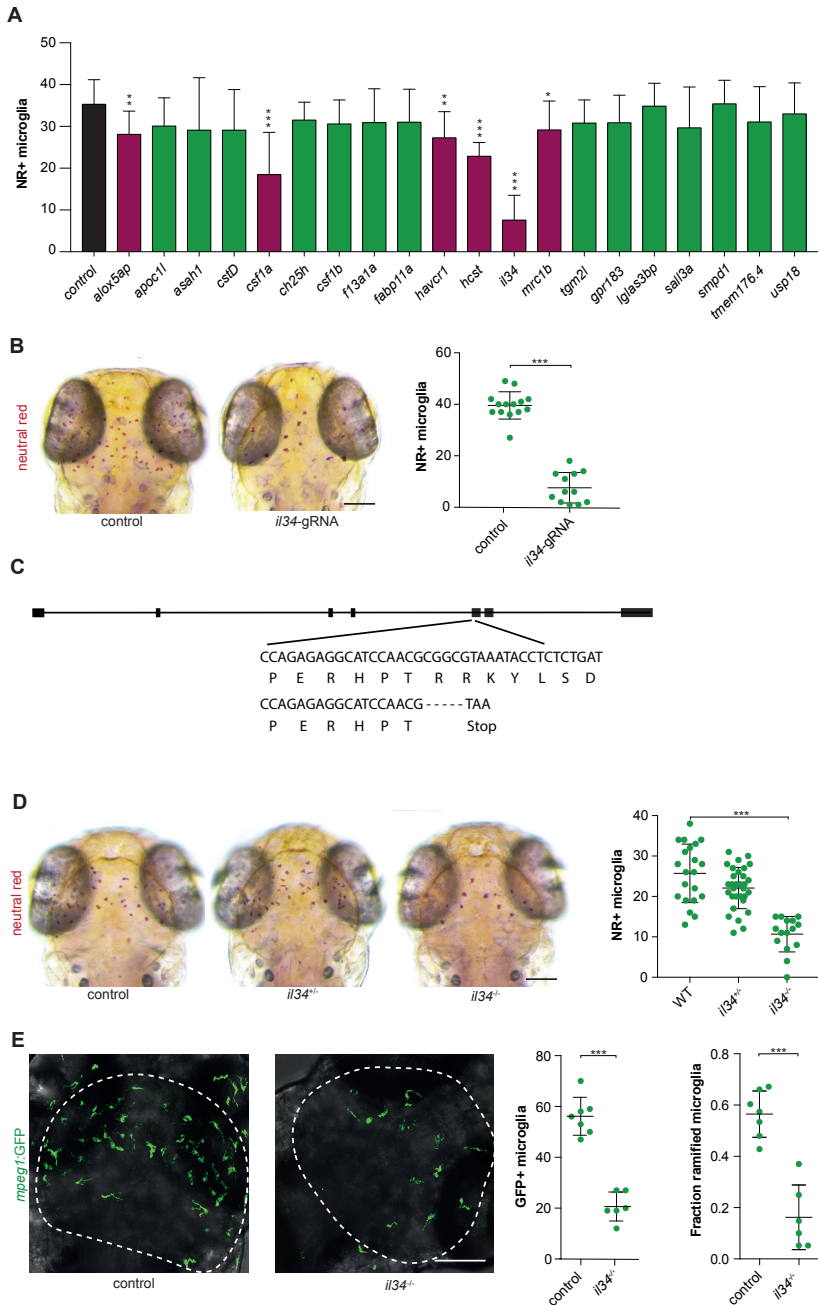 A
NR+ microglia
50
40
30
20
10
0
**
***
**
***
***
*
control
alox5ap
apoc1l
asah1
cstD
csf1a
ch25h
csf1b
f13a1a
fabp11a
havcr1
hcst
il34
mrc1b
tgm2l
gpr183
lglas3bp
sall3a
smpd1
tmem176.4
usp18
B
neutral red
control
il34-gRNA
NR+ microglia
60
40
20
0
***
control
il34-gRNA
C
CCAGAGAGGCATCCAACGCGGCGTAAATACCTCTCTGAT
P E R H P T R R K Y L S D
CCAGAGAGGCATCCAACG-----TAA
P E R H P T Stop
D
neutral red
control
il34+/-
il34-/-
NR+ microglia
40
30
20
10
0
***
WT
il34+/-
il34-/-
E
mpeg1:GFP
control
il34-/-
GFP+ microglia
80
60
40
20
0
***
control
il34-/-
Fraction ramified microglia
0.8
0.6
0.4
0.2
0.0
***
control
il34-/-